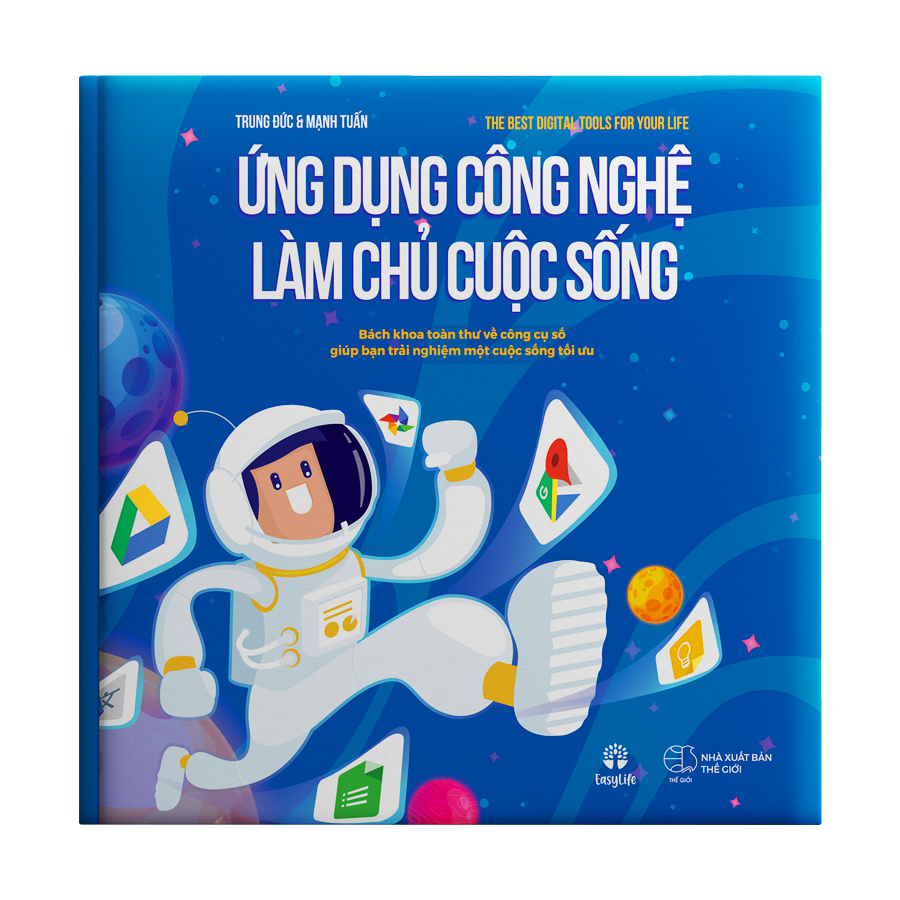 TRUNG ĐỨC & MẠNH TUẤN
THE BEST DIGITAL TOOLS FOR YOUR LIFE
ỨNG DỤNG CÔNG NGHỆ
LÀM CHỦ CUỘC SỐNG
Bách khoa toàn thư về công cụ số
giúp bạn trải nghiệm một cuộc sống tối ưu
G
EasyLife
THẾ GIỚI
NHÀ XUẤT BẢN
THẾ GIỚI